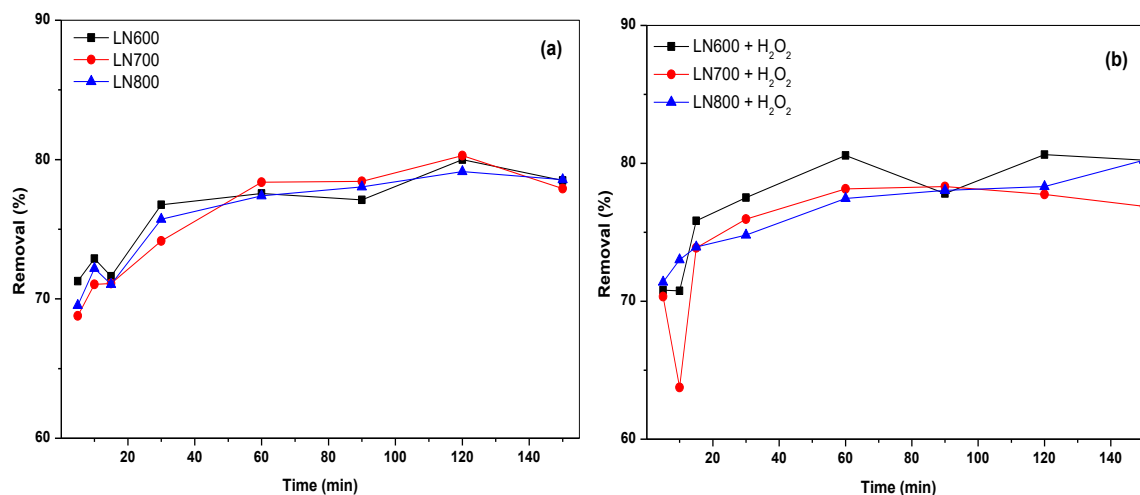 90
80
70
60
Removal (%)
LN600
LN700
LN800
(a)
20 40 60 80 100 120 140
Time (min)
90
80
70
60
Removal (%)
LN600 + H₂O₂
LN700 + H₂O₂
LN800 + H₂O₂
(b)
20 40 60 80 100 120 140
Time (min)